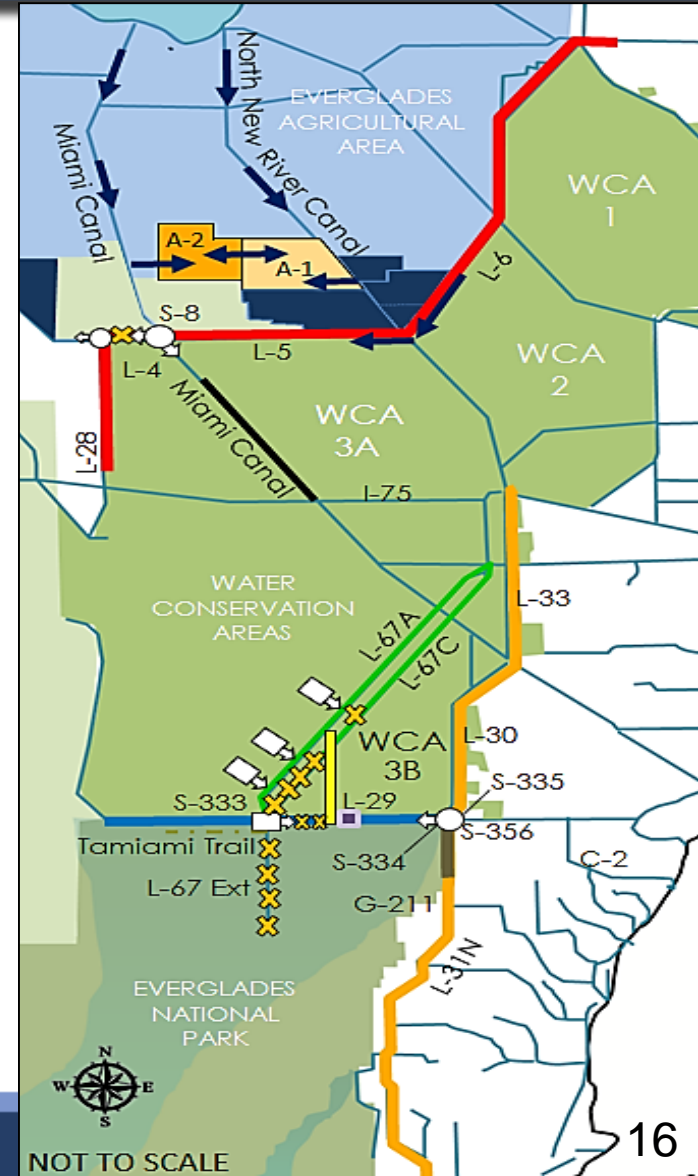 North New River Canal
EVERGLADES
AGRICULTURAL
AREA
Miami Canal
WCA
1
A-2
A-1
L-6
S-8
L-5
L-4
WCA
2
WCA
3A
Miami Canal
L-28
I-75
WATER
CONSERVATION
AREAS
L-33
L-67A
L-67C
WCA
3B
L-30
S-335
S-333
L-29
S-356
Tamiami Trail
S-334
C-2
L-67 Ext
G-211
L-31N
EVERGLADES
NATIONAL
PARK
N
W
E
S
NOT TO SCALE
16